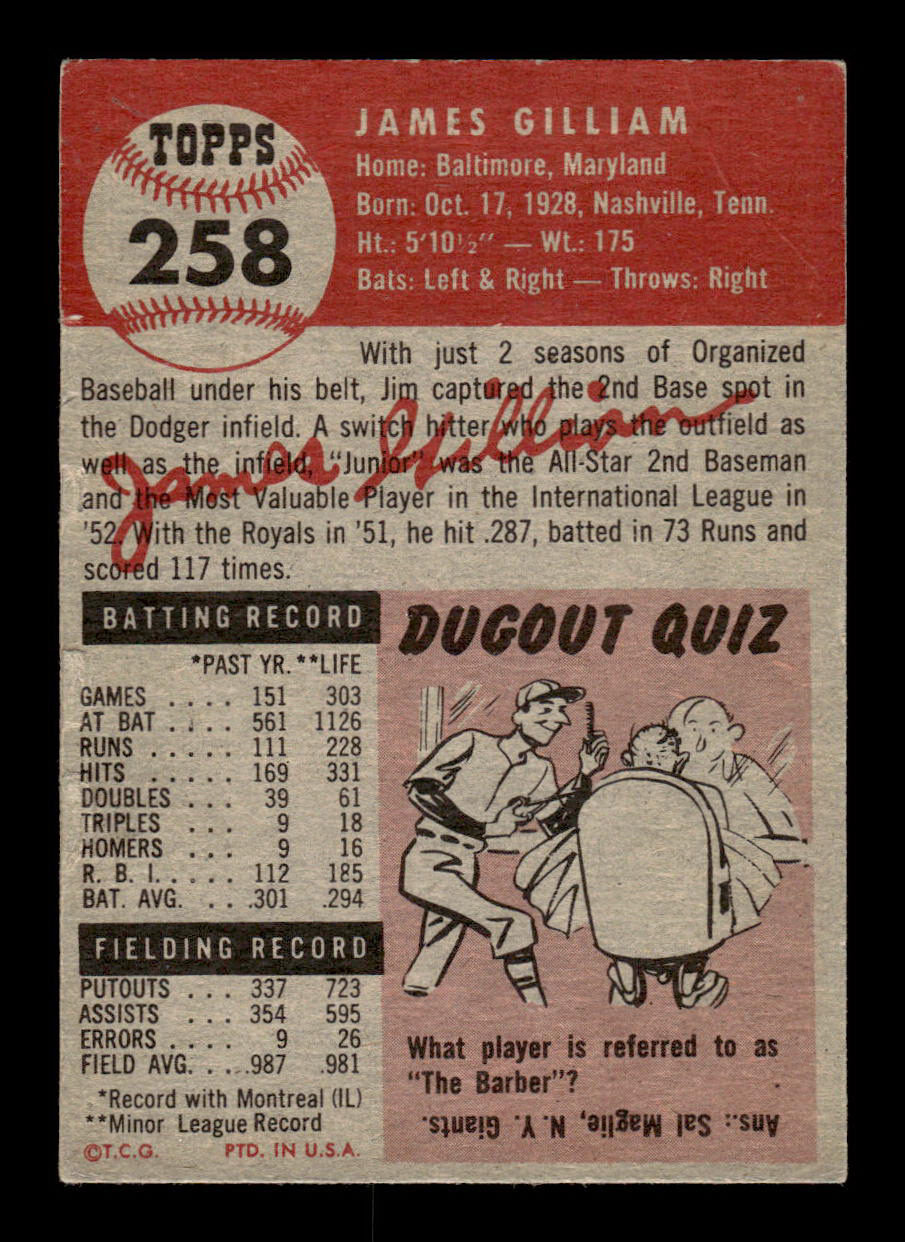 TOPPS
258
JAMES GILLIAM
Home: Baltimore, Maryland
Born: Oct. 17, 1928, Nashville, Tenn.
Ht.: 5'10½" — Wt.: 175
Bats: Left & Right — Throws: Right
With just 2 seasons of Organized
Baseball under his belt, Jim captured the 2nd Base spot in
the Dodger infield. A switch hitter who plays the outfield as
well as the infield, "Junior" was the All-Star 2nd Baseman
and the Most Valuable Player in the International League in
'52. With the Royals in '51, he hit .287, batted in 73 Runs and
scored 117 times.
James Gilliam
BATTING RECORD
*PAST YR. **LIFE
GAMES .... 151 303
AT BAT .... 561 1126
RUNS ..... 111 228
HITS ..... 169 331
DOUBLES ... 39 61
TRIPLES ... 9 18
HOMERS ... 9 16
R. B. I..... 112 185
BAT. AVG. ... .301 .294
FIELDING RECORD
PUTOUTS ... 337 723
ASSISTS ... 354 595
ERRORS .... 9 26
FIELD AVG. ... .987 .981
*Record with Montreal (IL)
**Minor League Record
©T.C.G. PTD. IN U.S.A.
DUGOUT QUIZ
What player is referred to as
"The Barber"?
Ans.: Sal Maglie, N. Y. Giants.